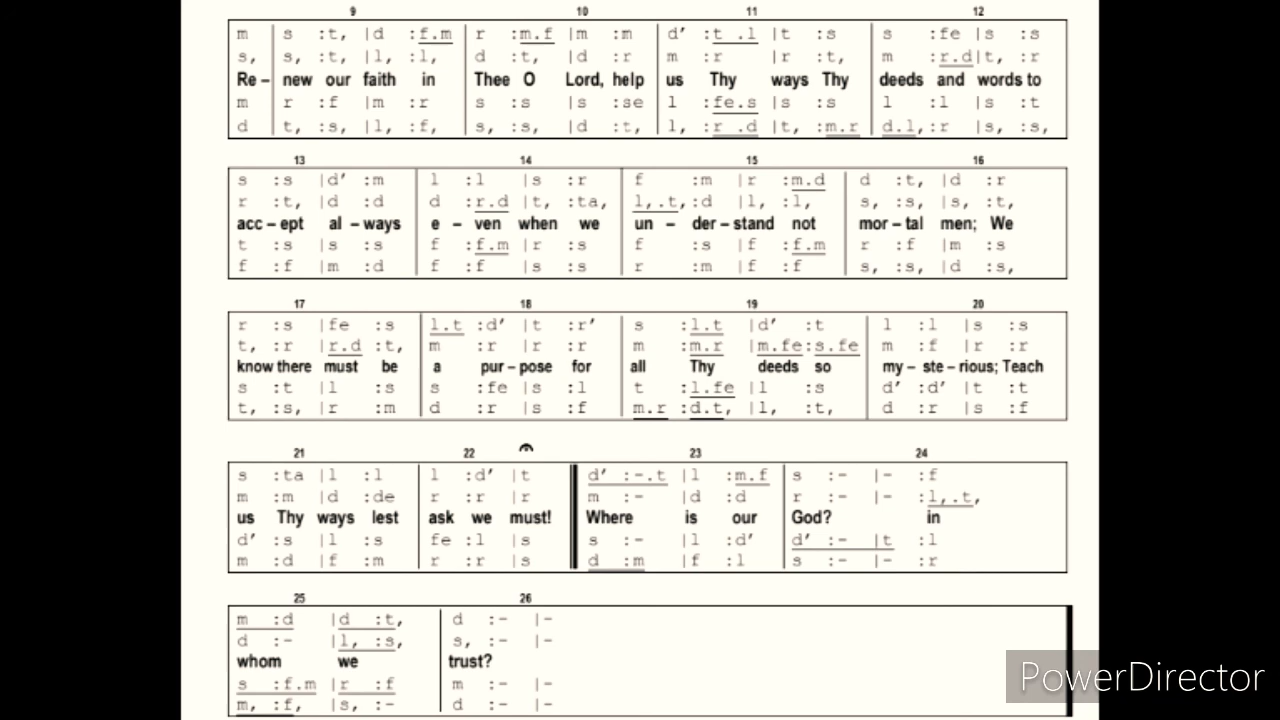 9 10 11 12
m | s :t, |d :f.m | r :m.f |m :m | d' :t .l |t :s | s :fe |s :s
s, | s, :t, |l, :l, | d :t, |d :r | m :r |r :t, | m :r.d |t, :r
Re – new our faith in Thee O Lord, help us Thy ways Thy deeds and words to
m | r :f |m :r | s :s |s :se | l :fe.s |s :s | l :l |s :t
d | t, :s, |l, :f, | s, :s, |d :t, | l, :r .d |t, :m.r | d.l, :r |s, :s,
13 14 15 16
s :s |d' :m | l :l |s :r | f :m |r :m.d | d :t, |d :r
r :t, |d :d | d :r.d |t, :ta, | l,.t, :d |l, :l, | s, :s, |s, :t,
acc – ept al – ways e – ven when we un – der – stand not mor – tal men; We
t :s |s :s | f :f.m |r :s | f :s |f :f.m | r :f |m :s
f :f |m :d | f :f |s :s | r :m |f :f | s, :s, |d :s,
17 18 19 20
r :s |fe :s | l.t :d' |t :r' | s :l.t |d' :t | l :l |s :s
t, :r |r.d :t, | m :r |r :r | m :m.r |m.fe :s.fe | m :f |r :r
know there must be a pur – pose for all Thy deeds so my – ste – rious; Teach
s :t |l :s | s :fe |s :l | t :l.fe |l :s | d' :d' |t :t
t, :s, |r :m | d :r |s :f | m.r :d.t, |l, :t, | d :r |s :f
21 22 23 24
s :ta |l :l | l :d' |t | d' :-.t |l :m.f | s :- |- :f
m :m |d :de | r :r |r | m :- |d :d | r :- |- :l,.t,
us Thy ways lest ask we must! Where is our God? in
d' :s |l :s | fe :l |s | s :- |l :d' | d' :- |t :l
m :d |f :m | r :r |s | d :m |f :l | s :- |- :r
25 26
m :d |d :t, | d :- |-
d :- |l, :s, | s, :- |-
whom we trust?
s :f.m |r :f | m :- |-
m, :f, |s, :- | d :- |-
PowerDirector